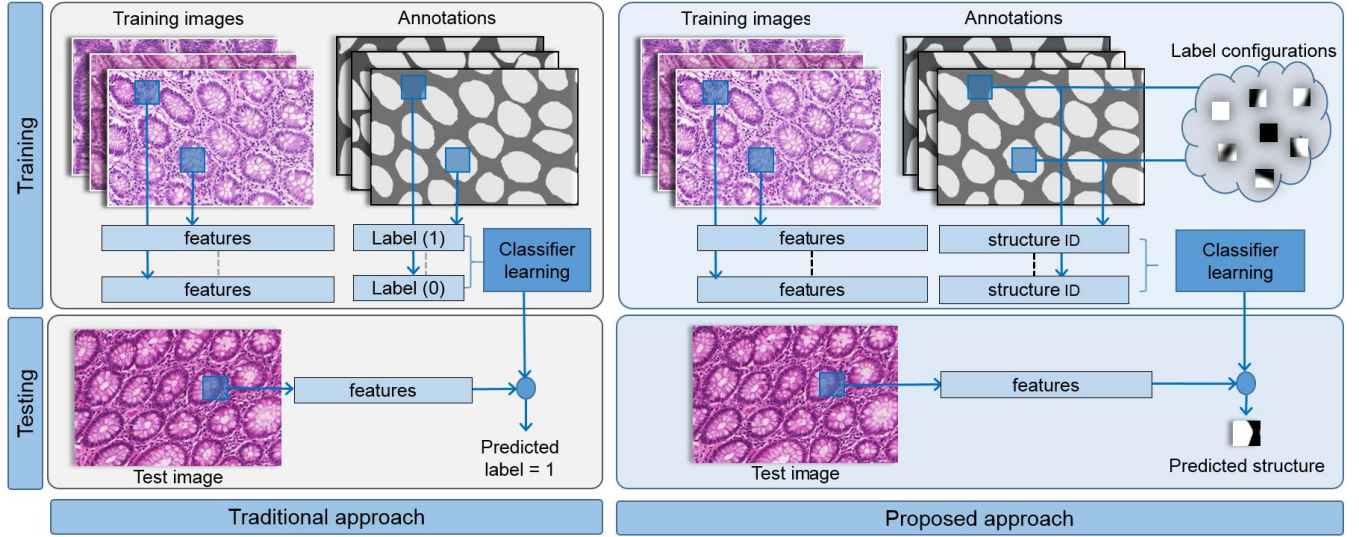 Training
Training images
Annotations
features
features
Label (1)
Label (0)
Classifier
learning
Testing
Test image
features
Predicted
label = 1
Traditional approach
Training images
Annotations
Label configurations
features
features
structure ID
structure ID
Classifier
learning
Test image
features
Predicted structure
Proposed approach